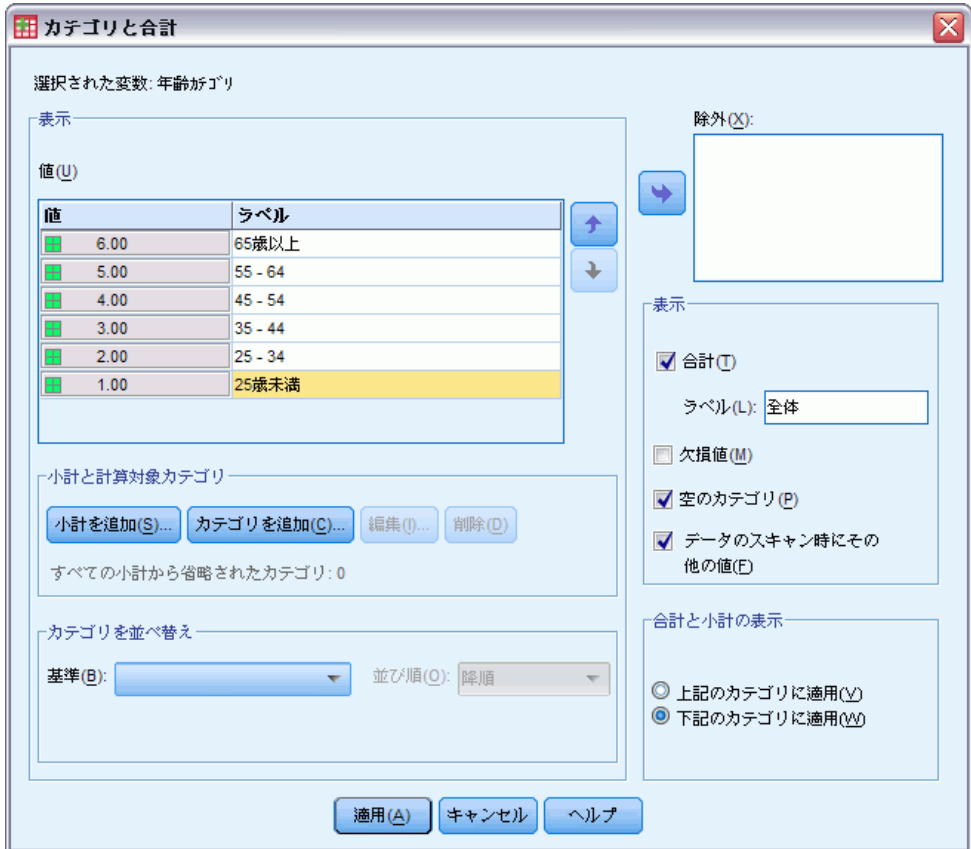 カテゴリと合計
選択された変数: 年齢ｶﾃｺﾞﾘ
表示
値(U)
値 ラベル
6.00 65歳以上
5.00 55 - 64
4.00 45 - 54
3.00 35 - 44
2.00 25 - 34
1.00 25歳未満
小計と計算対象カテゴリ
小計を追加(S)... カテゴリを追加(C)... 編集(I)... 削除(D)
すべての小計から省略されたカテゴリ: 0
カテゴリを並べ替え
基準(B): 並び順(O): 降順
除外(X):
表示
合計(T)
ラベル(L): 全体
欠損値(M)
空のカテゴリ(P)
データのスキャン時にその
他の値(F)
合計と小計の表示
上記のカテゴリに適用(V)
下記のカテゴリに適用(W)
適用(A) キャンセル ヘルプ